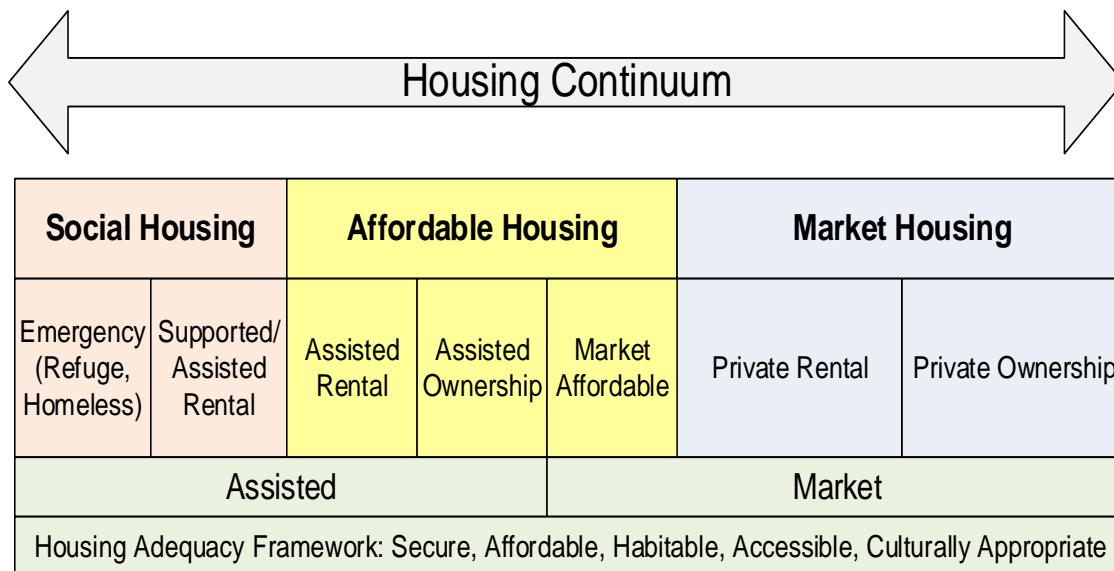 Housing Continuum
Social Housing
Affordable Housing
Market Housing
Emergency
(Refuge,
Homeless)
Supported/
Assisted
Rental
Assisted
Rental
Assisted
Ownership
Market
Affordable
Private Rental
Private Ownership
Assisted
Market
Housing Adequacy Framework: Secure, Affordable, Habitable, Accessible, Culturally Appropriate